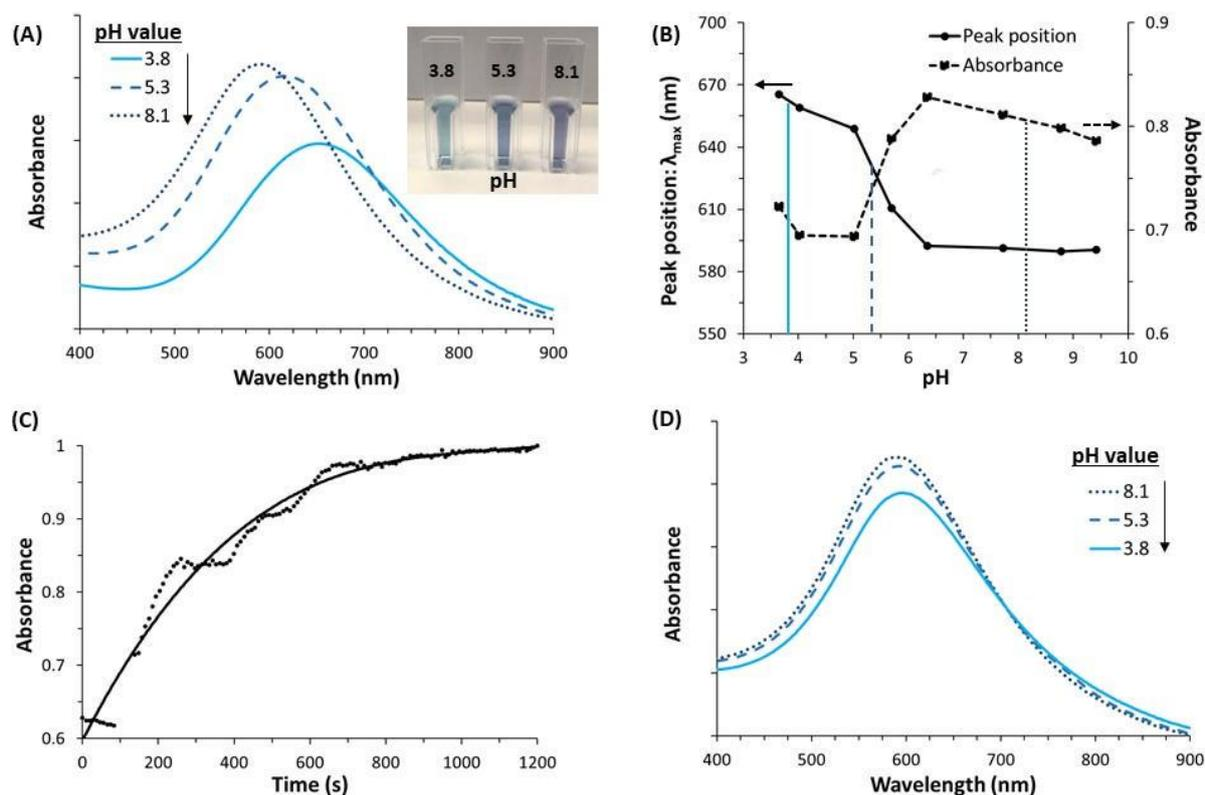 (A)
pH value
3.8
5.3
8.1
3.8 5.3 8.1
pH
Absorbance
400 500 600 700 800 900
Wavelength (nm)
(B)
Peak position
Absorbance
700
670
640
610
580
550
Peak position: λmax (nm)
0.9
0.8
0.7
0.6
Absorbance
3 4 5 6 7 8 9 10
pH
(C)
1
0.9
0.8
0.7
0.6
Absorbance
0 200 400 600 800 1000 1200
Time (s)
(D)
pH value
8.1
5.3
3.8
Absorbance
400 500 600 700 800 900
Wavelength (nm)